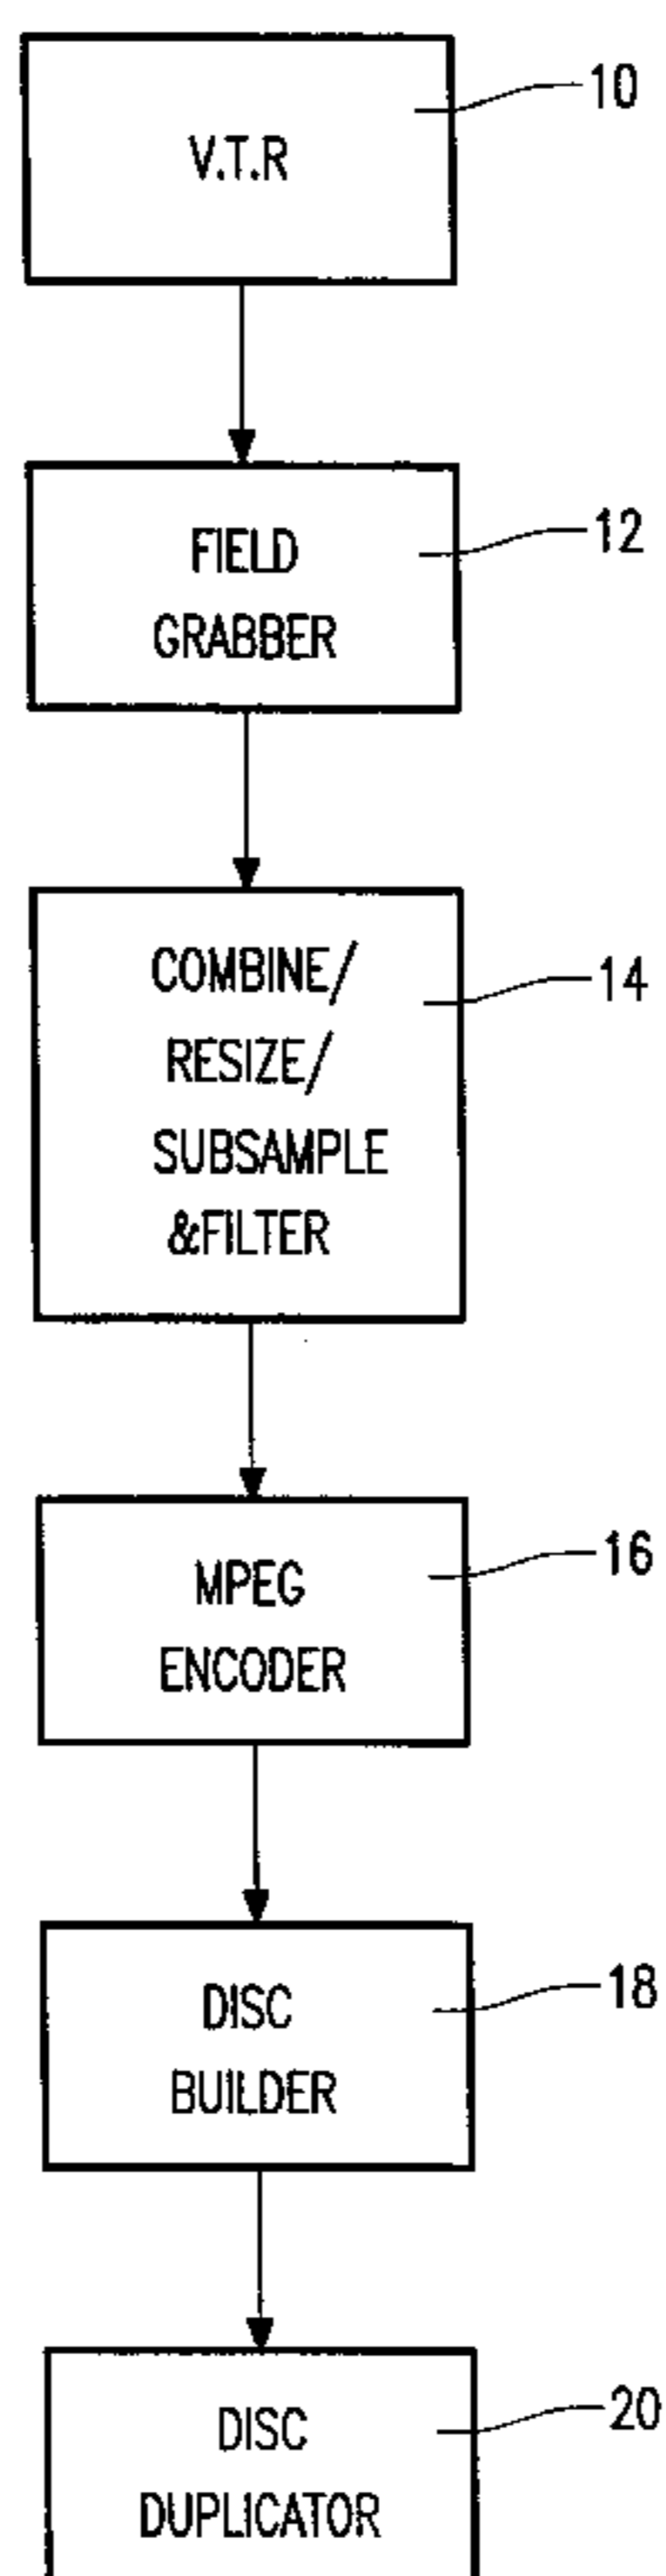 10
V.T.R
12
FIELD
GRABBER
14
COMBINE/
RESIZE/
SUBSAMPLE
&FILTER
16
MPEG
ENCODER
18
DISC
BUILDER
20
DISC
DUPLICATOR